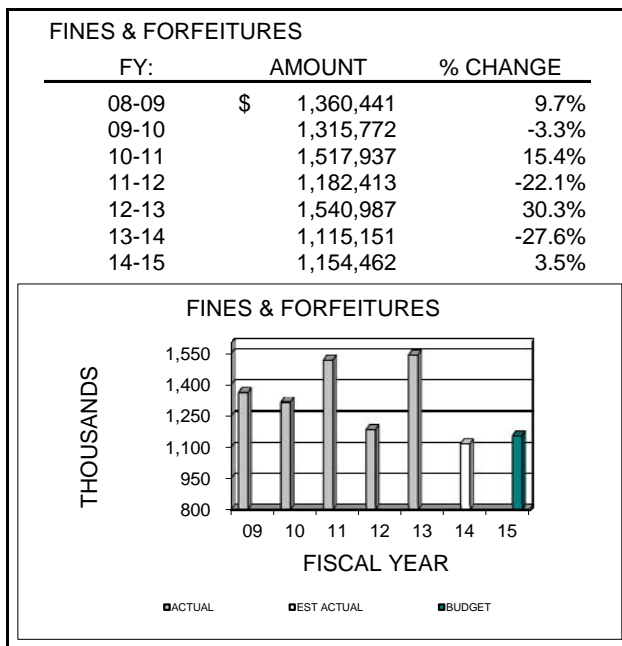 FINES & FORFEITURES
FY: AMOUNT % CHANGE
08-09 $ 1,360,441 9.7%
09-10 1,315,772 -3.3%
10-11 1,517,937 15.4%
11-12 1,182,413 -22.1%
12-13 1,540,987 30.3%
13-14 1,115,151 -27.6%
14-15 1,154,462 3.5%
FINES & FORFEITURES
THOUSANDS
1,550
1,400
1,250
1,100
950
800
09 10 11 12 13 14 15
FISCAL YEAR
ACTUAL EST ACTUAL BUDGET